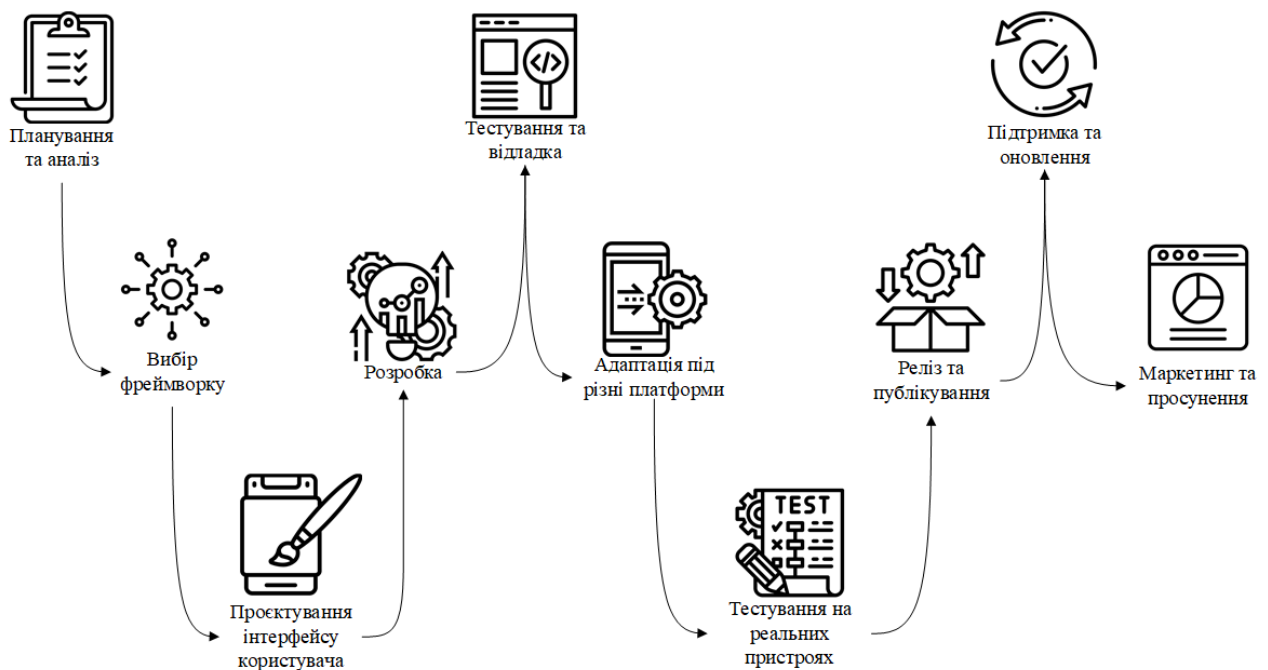 Планування
та аналіз
Вибір
фреймворку
Проєктування
інтерфейсу
користувача
Розробка
Тестування та
відладка
Адаптація під
різні платформи
TEST
Тестування на
реальних
пристроях
Реліз та
публікування
Підтримка та
оновлення
Маркетинг та
просунення